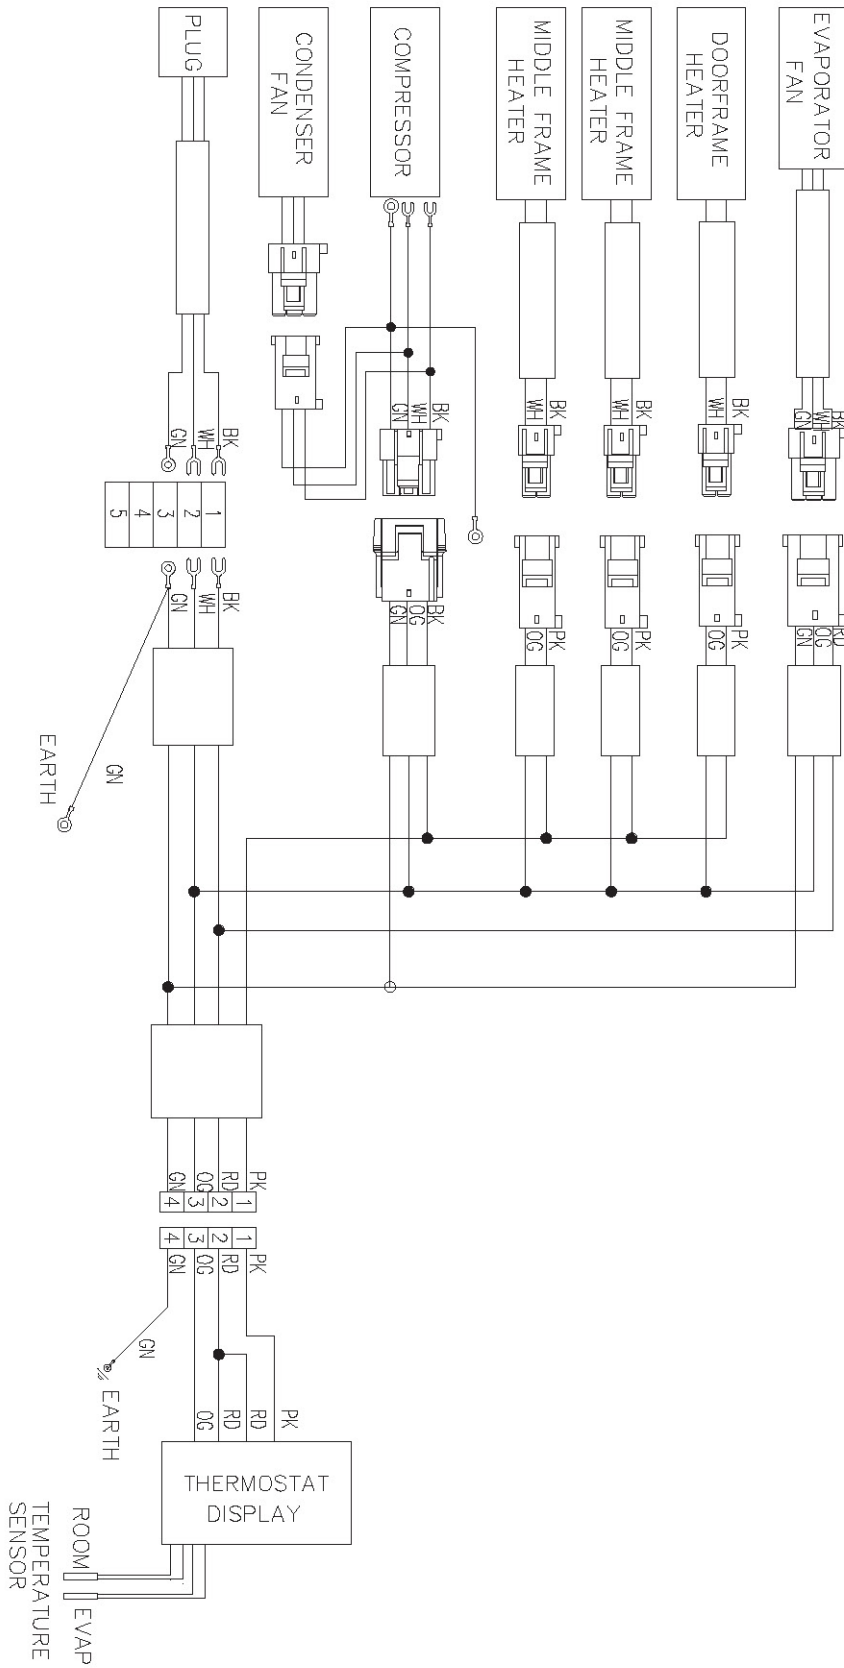 PLUG
CONDENSER
FAN
COMPRESSOR
MIDDLE FRAME
HEATER
MIDDLE FRAME
HEATER
DOORFRAME
HEATER
EVAPORATOR
FAN
BK
WH
GN
BK
WH
GN
BK
WH
BK
WH
BK
WH
BK
WH
GN
1
2
3
4
5
BK
WH
GN
BK
OG
GN
PK
OG
PK
OG
PK
OG
RD
OG
GN
GN
EARTH
PK
RD
OG
GN
1
2
3
4
1
2
3
4
PK
RD
OG
GN
GN
EARTH
PK
RD
RD
OG
THERMOSTAT
DISPLAY
ROOM
EVAP
TEMPERATURE
SENSOR